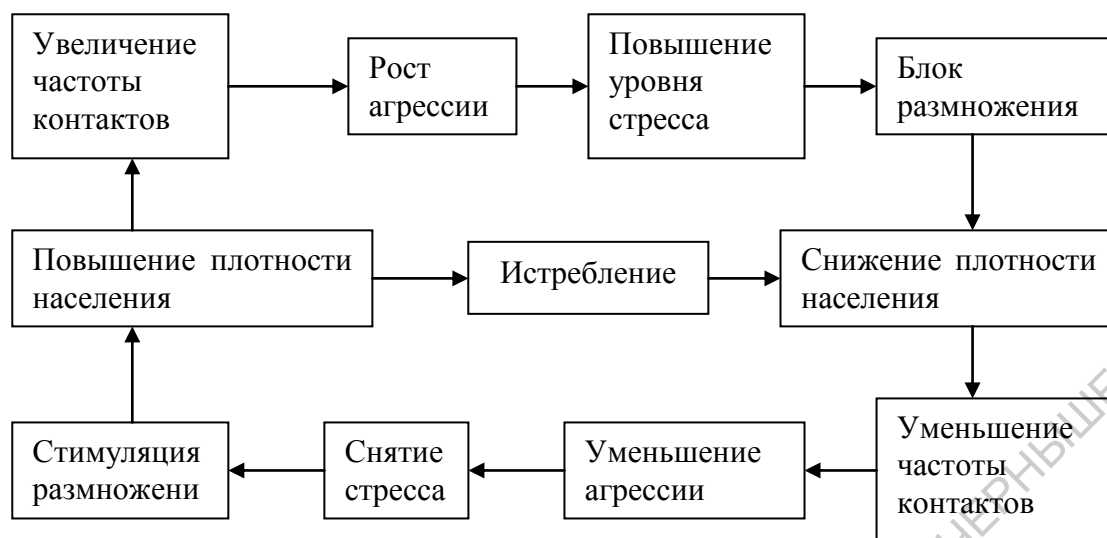 Увеличение
частоты
контактов
Рост
агрессии
Повышение
уровня
стресса
Блок
размножения
Повышение плотности
населения
Истребление
Снижение плотности
населения
Стимуляция
размножени
Снятие
стресса
Уменьшение
агрессии
Уменьшение
частоты
контактов